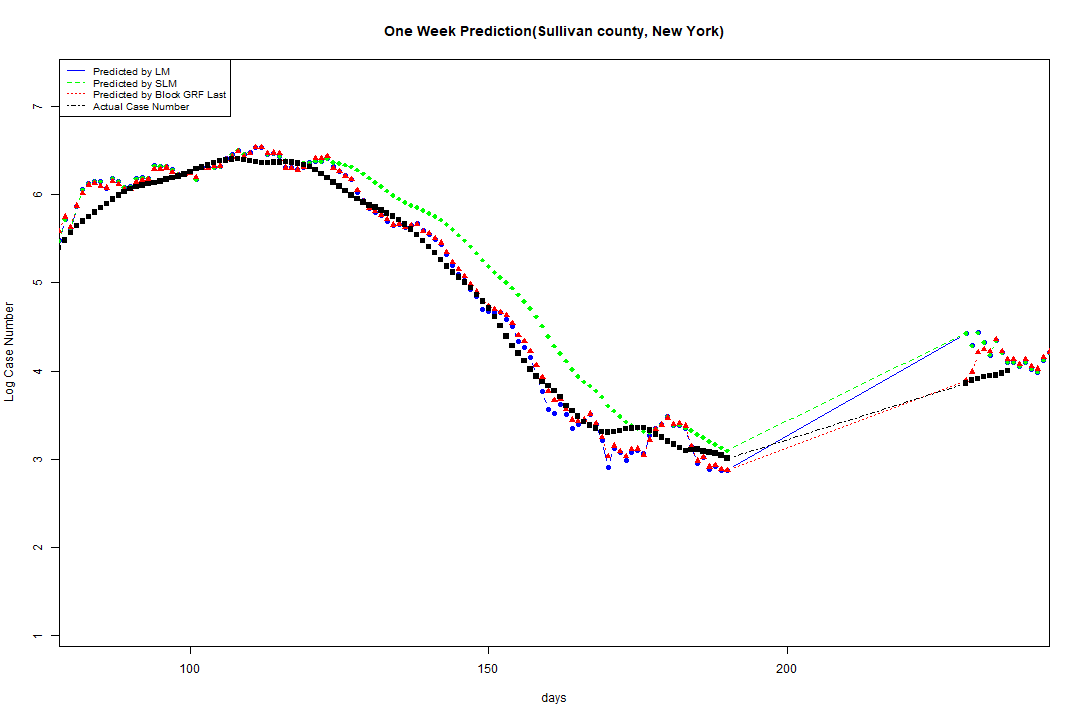 One Week Prediction(Sullivan county, New York)
Predicted by LM
Predicted by SLM
Predicted by Block GRF Last
Actual Case Number
Log Case Number
7
6
5
4
3
2
1
100 150 200
days